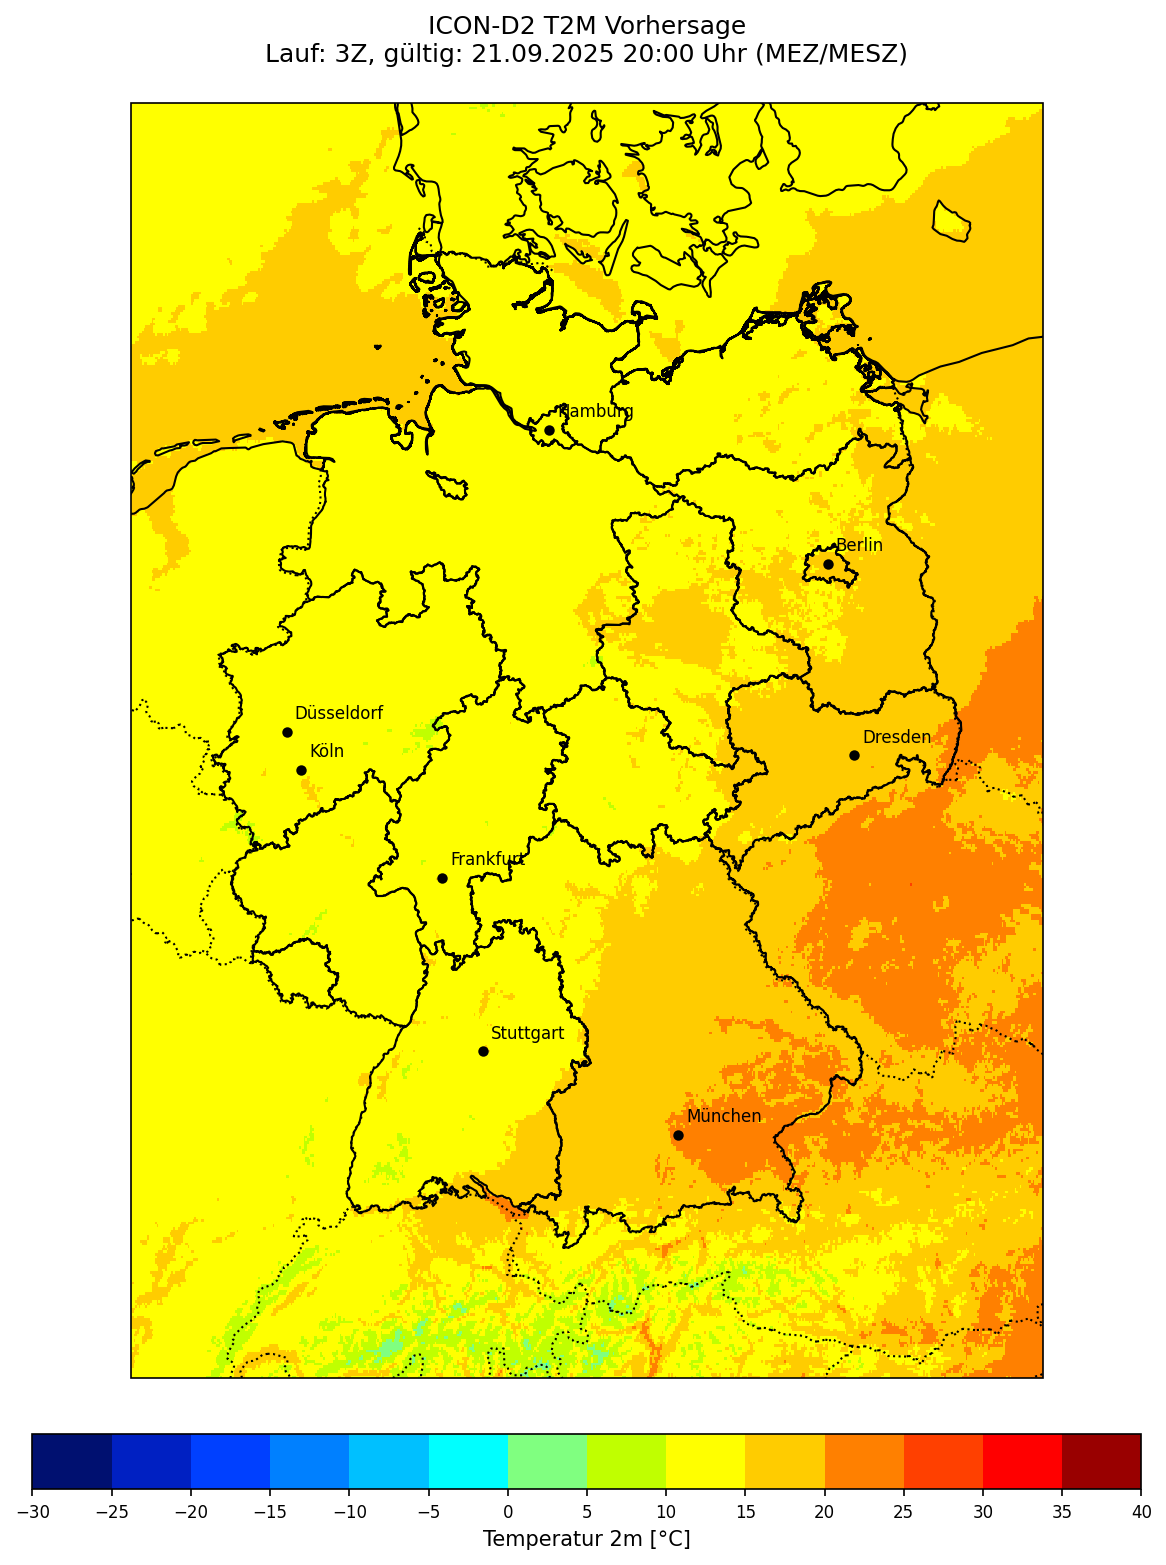 ICON-D2 T2M Vorhersage
Lauf: 3Z, gültig: 21.09.2025 20:00 Uhr (MEZ/MESZ)
Hamburg
Berlin
Düsseldorf
Dresden
Köln
Frankfurt
Stuttgart
München
−30 −25 −20 −15 −10 −5 0 5 10 15 20 25 30 35 40
Temperatur 2m [°C]